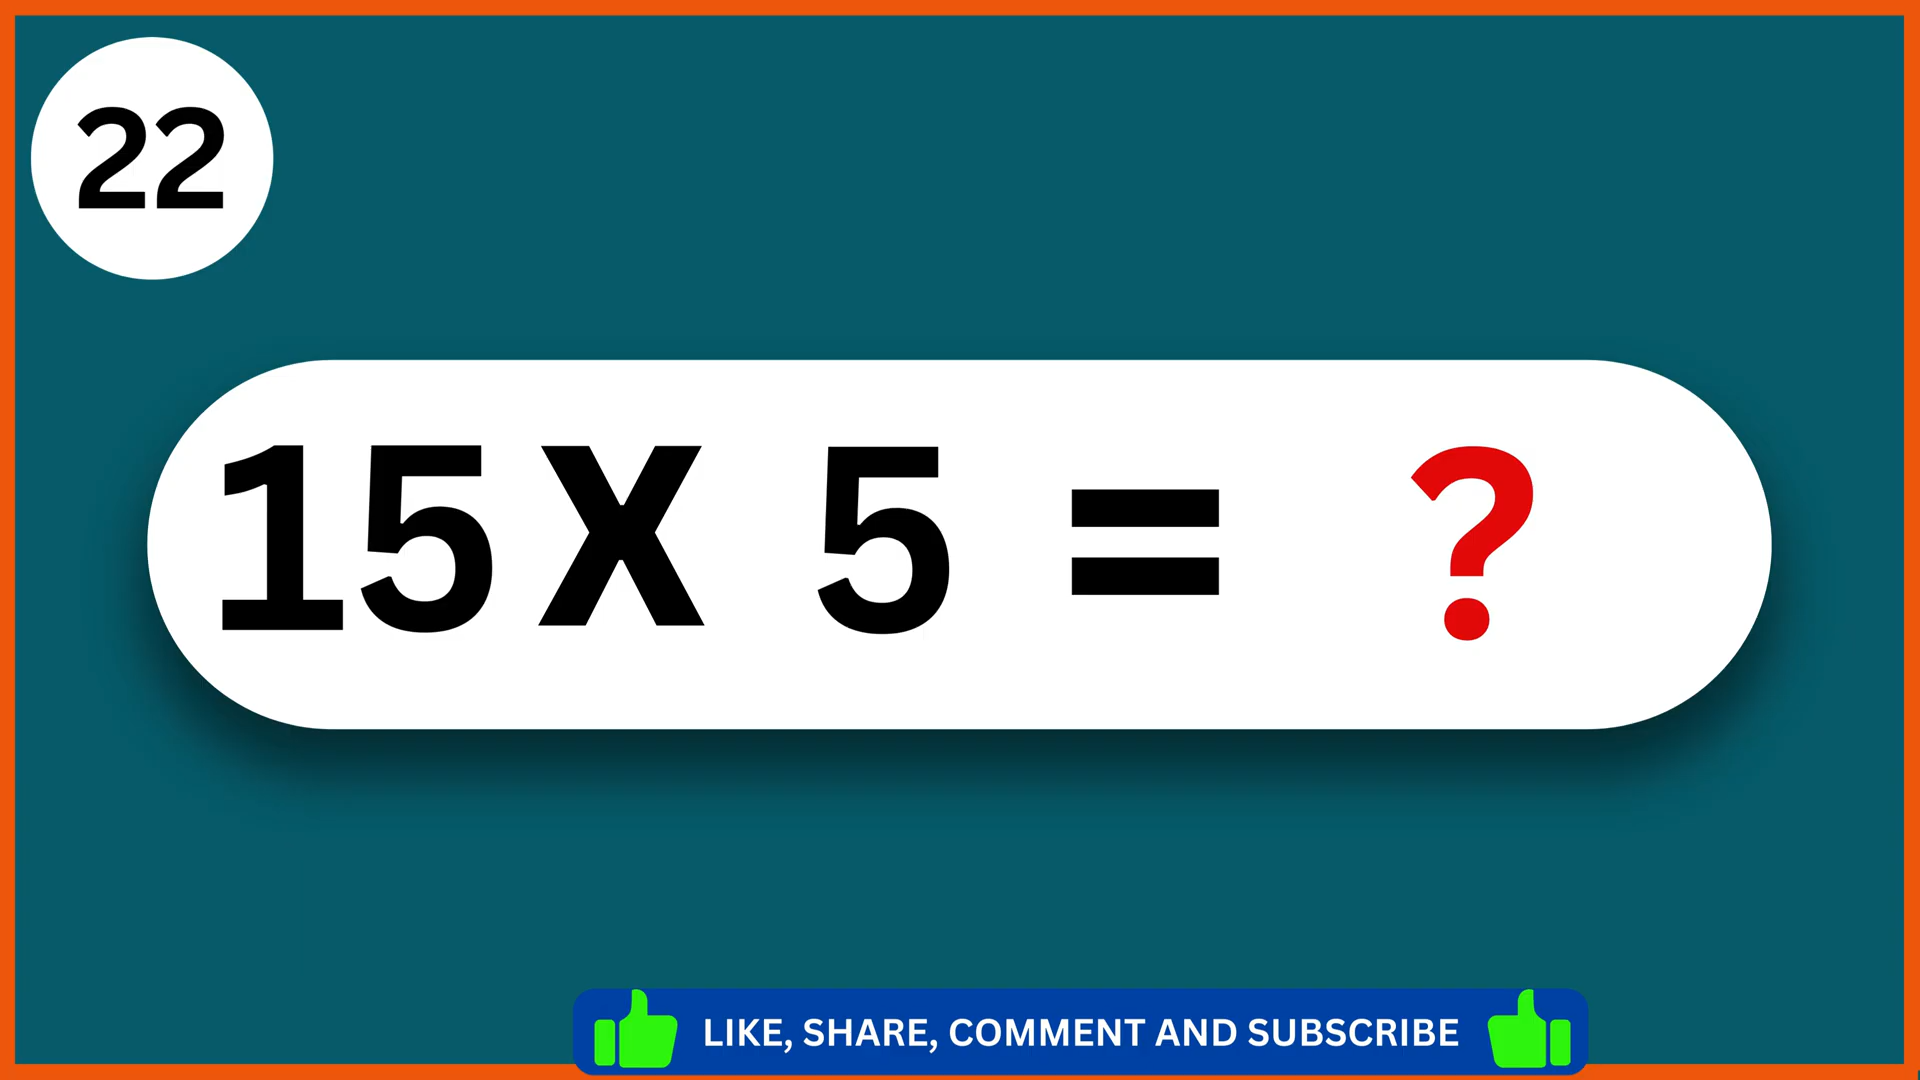 22
15 X 5 = ?
LIKE, SHARE, COMMENT AND SUBSCRIBE